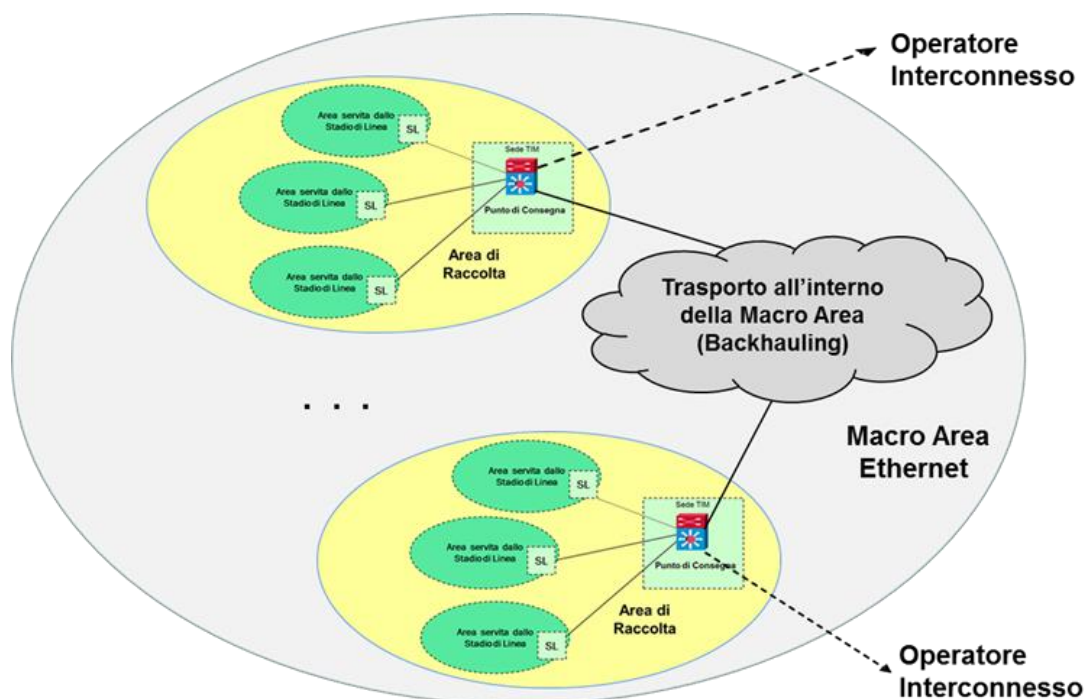 Operatore
Interconnesso
Area servita dallo
Stadio di Linea
SL
Area servita dallo
Stadio di Linea
SL
Area servita dallo
Stadio di Linea
SL
Sede TIM
Punto di Consegna
Area di
Raccolta
Trasporto all'interno
della Macro Area
(Backhauling)
. . .
Macro Area
Ethernet
Area servita dallo
Stadio di Linea
SL
Area servita dallo
Stadio di Linea
SL
Area servita dallo
Stadio di Linea
SL
Sede TIM
Punto di Consegna
Area di
Raccolta
Operatore
Interconnesso